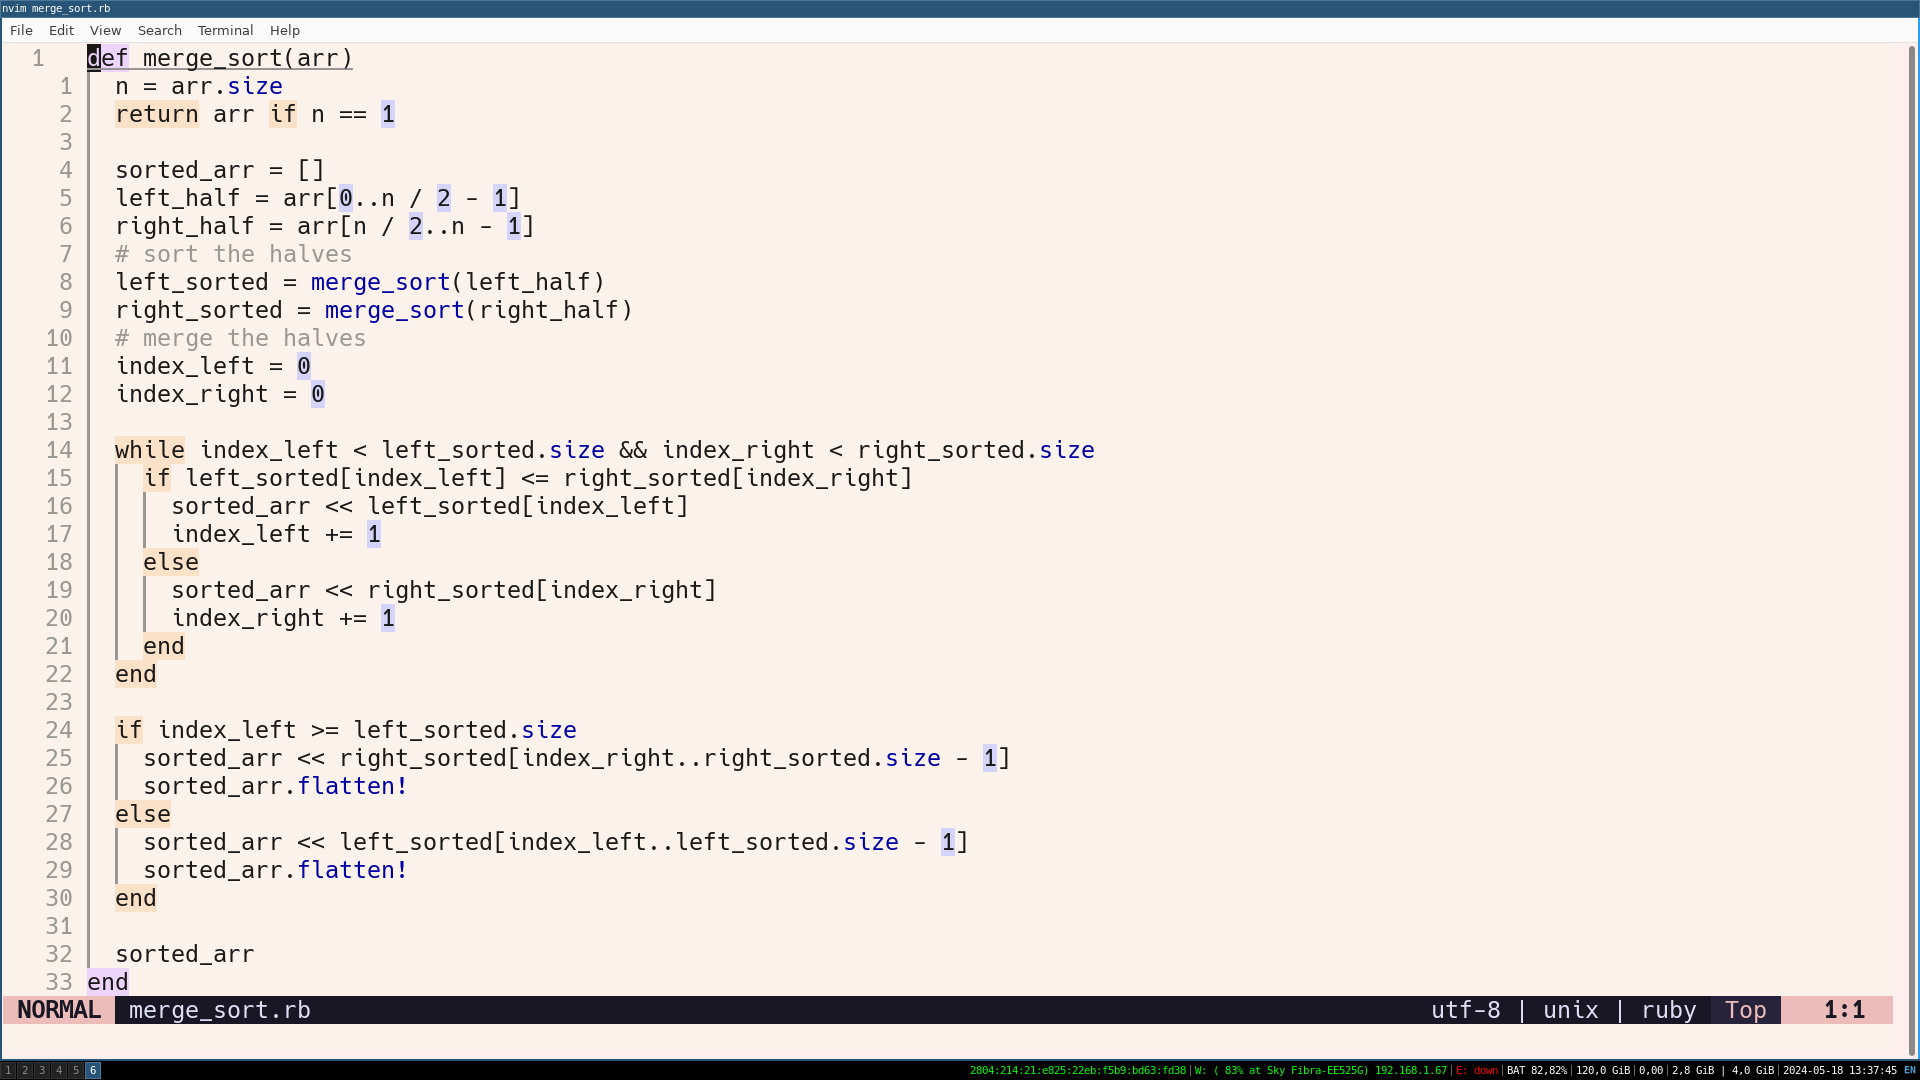 nvim merge_sort.rb
File Edit View Search Terminal Help
1 def merge_sort(arr)
1   n = arr.size
2   return arr if n == 1
3
4   sorted_arr = []
5   left_half = arr[0..n / 2 - 1]
6   right_half = arr[n / 2..n - 1]
7   # sort the halves
8   left_sorted = merge_sort(left_half)
9   right_sorted = merge_sort(right_half)
10   # merge the halves
11   index_left = 0
12   index_right = 0
13
14   while index_left < left_sorted.size && index_right < right_sorted.size
15     if left_sorted[index_left] <= right_sorted[index_right]
16       sorted_arr << left_sorted[index_left]
17       index_left += 1
18     else
19       sorted_arr << right_sorted[index_right]
20       index_right += 1
21     end
22   end
23
24   if index_left >= left_sorted.size
25     sorted_arr << right_sorted[index_right..right_sorted.size - 1]
26     sorted_arr.flatten!
27   else
28     sorted_arr << left_sorted[index_left..left_sorted.size - 1]
29     sorted_arr.flatten!
30   end
31
32   sorted_arr
33 end
NORMAL merge_sort.rb utf-8 | unix | ruby Top 1:1
1 2 3 4 5 6 2804:214:21:e825:22eb:f5b9:bd63:fd38|W: ( 83% at Sky Fibra-EE525G) 192.168.1.67|E: down|BAT 82,82%|120,0 GiB|0,00|2,8 GiB | 4,0 GiB|2024-05-18 13:37:45 EN